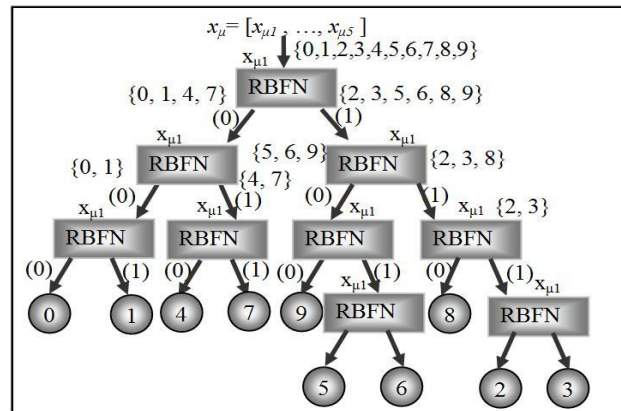 xμ= [xμ1 , …, xμ5 ]
{0,1,2,3,4,5,6,7,8,9}
xμ1
RBFN
{0, 1, 4, 7}
{2, 3, 5, 6, 8, 9}
(0)
(1)
xμ1
xμ1
{0, 1}
RBFN
{5, 6, 9}
RBFN
{2, 3, 8}
{4, 7}
(0)
(1)
(0)
(1)
xμ1
xμ1
xμ1
xμ1
{2, 3}
RBFN
RBFN
RBFN
RBFN
(0)
(1)
(0)
(1)
(0)
(1)
(0)
(1)
xμ1
xμ1
0
1
4
7
9
RBFN
8
RBFN
5
6
2
3